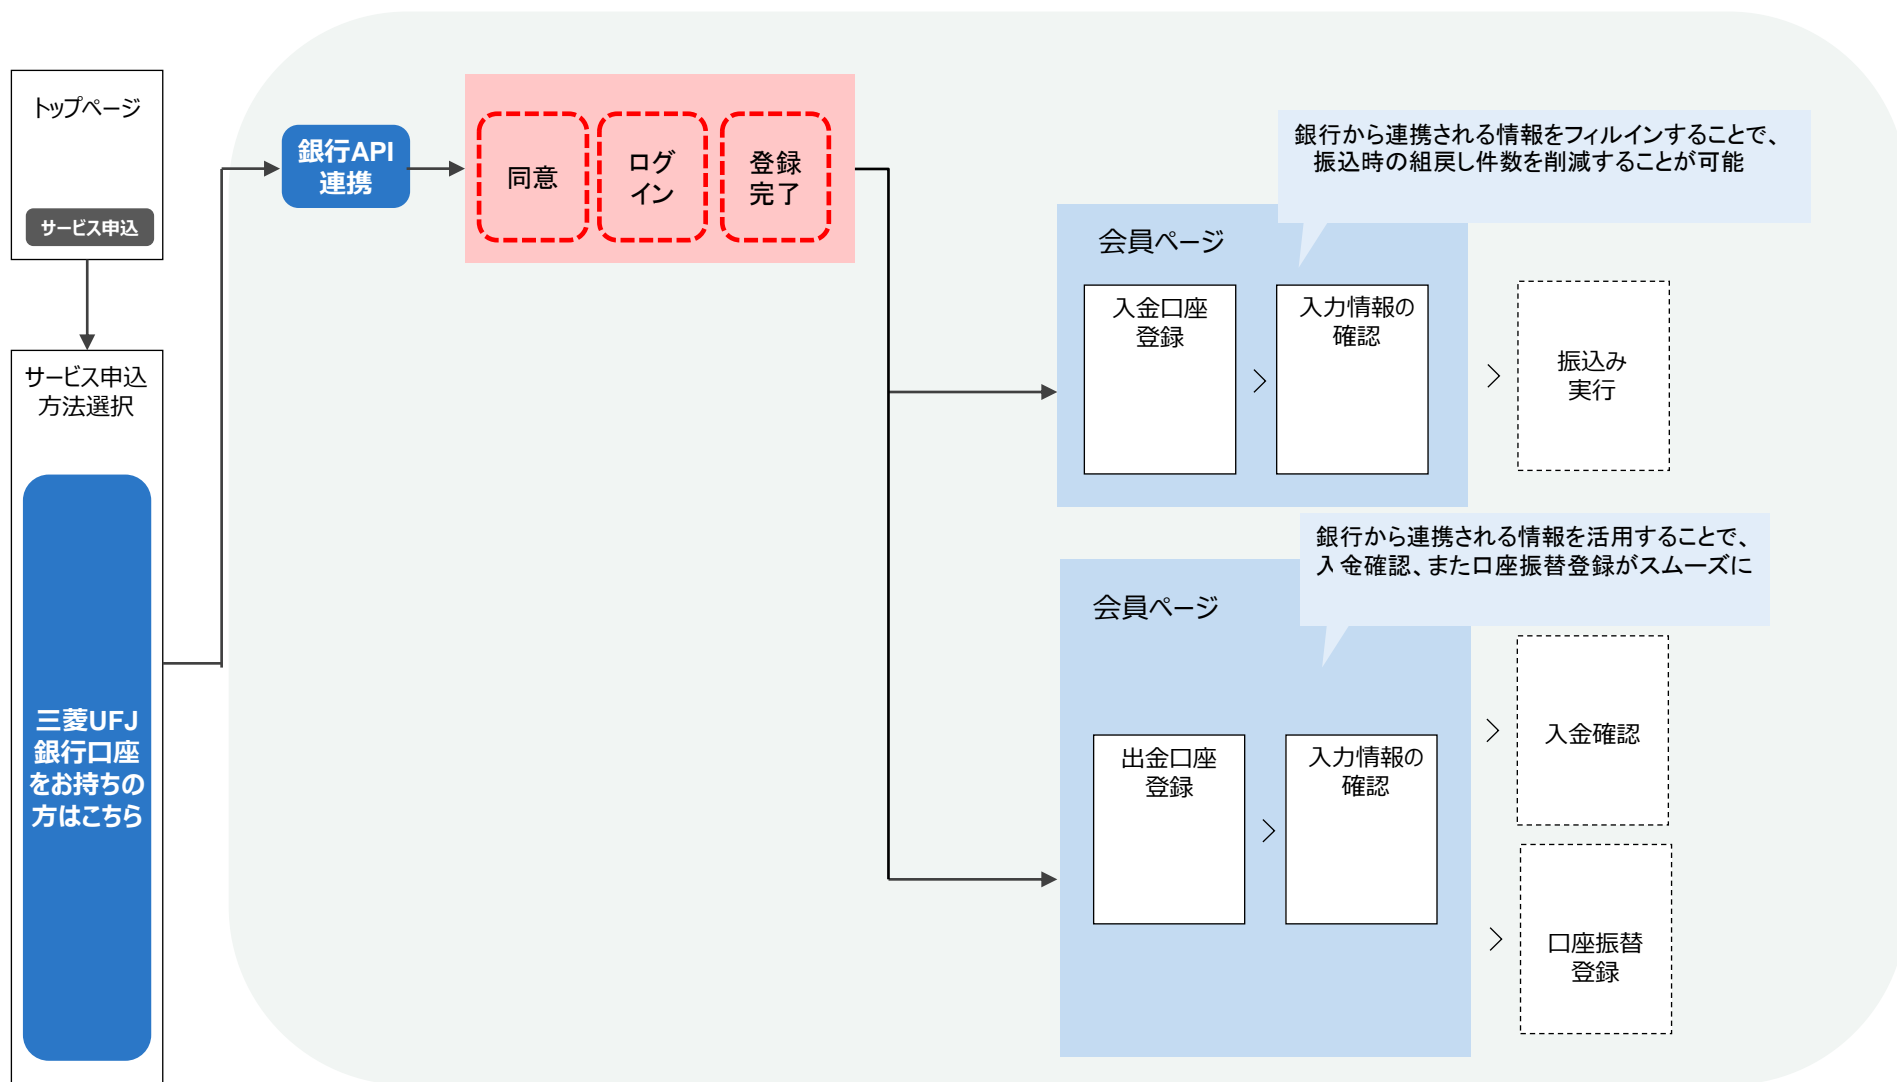 トップページ
サービス申込
サービス申込
方法選択
三菱UFJ
銀行口座
をお持ちの
方はこちら
銀行API
連携
同意
ログ
イン
登録
完了
銀行から連携される情報をフィルインすることで、
振込時の組戻し件数を削減することが可能
会員ページ
入金口座
登録
>
入力情報の
確認
>
振込み
実行
銀行から連携される情報を活用することで、
入金確認、また口座振替登録がスムーズに
会員ページ
出金口座
登録
>
入力情報の
確認
>
入金確認
>
口座振替
登録